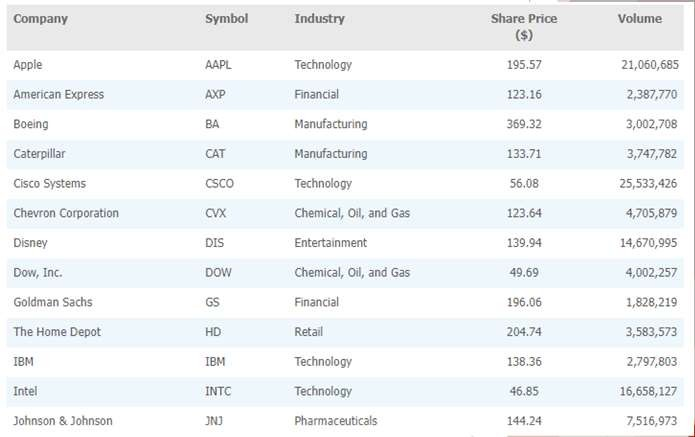 Company Symbol Industry Share Price ($) Volume
Apple AAPL Technology 195.57 21,060,685
American Express AXP Financial 123.16 2,387,770
Boeing BA Manufacturing 369.32 3,002,708
Caterpillar CAT Manufacturing 133.71 3,747,782
Cisco Systems CSCO Technology 56.08 25,533,426
Chevron Corporation CVX Chemical, Oil, and Gas 123.64 4,705,879
Disney DIS Entertainment 139.94 14,670,995
Dow, Inc. DOW Chemical, Oil, and Gas 49.69 4,002,257
Goldman Sachs GS Financial 196.06 1,828,219
The Home Depot HD Retail 204.74 3,583,573
IBM IBM Technology 138.36 2,797,803
Intel INTC Technology 46.85 16,658,127
Johnson & Johnson JNJ Pharmaceuticals 144.24 7,516,973